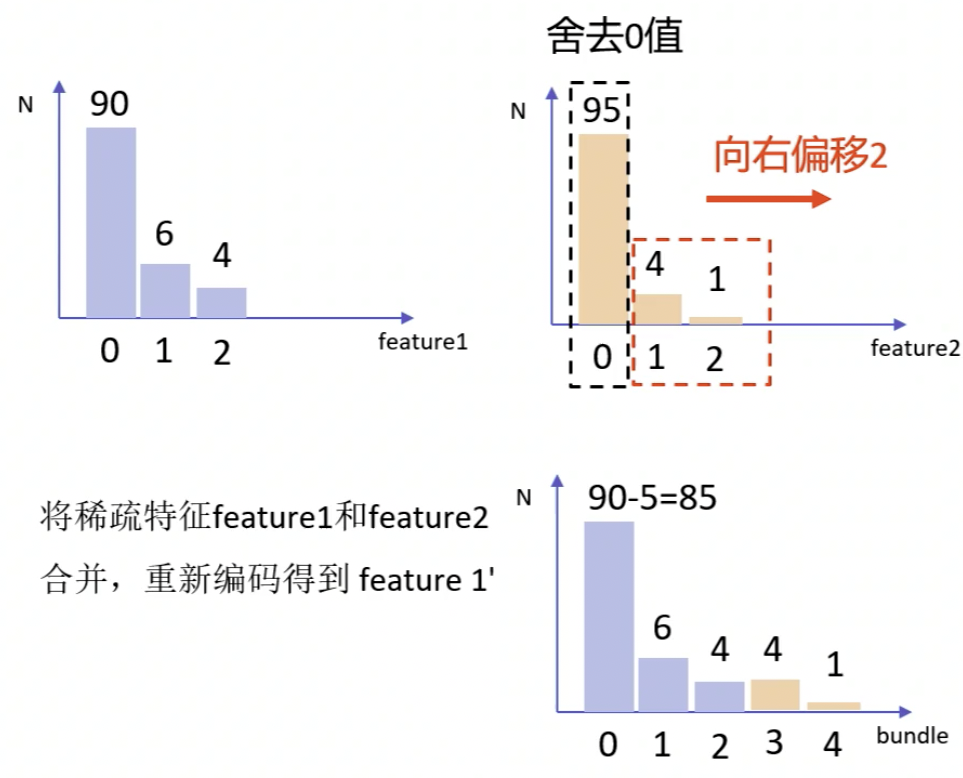 舍去0值
N
90
6
4
0 1 2
feature1
N
95
向右偏移2
4
1
0 1 2
feature2
将稀疏特征feature1和feature2
合并，重新编码得到 feature 1'
N
90-5=85
6
4
4
1
0 1 2 3 4
bundle